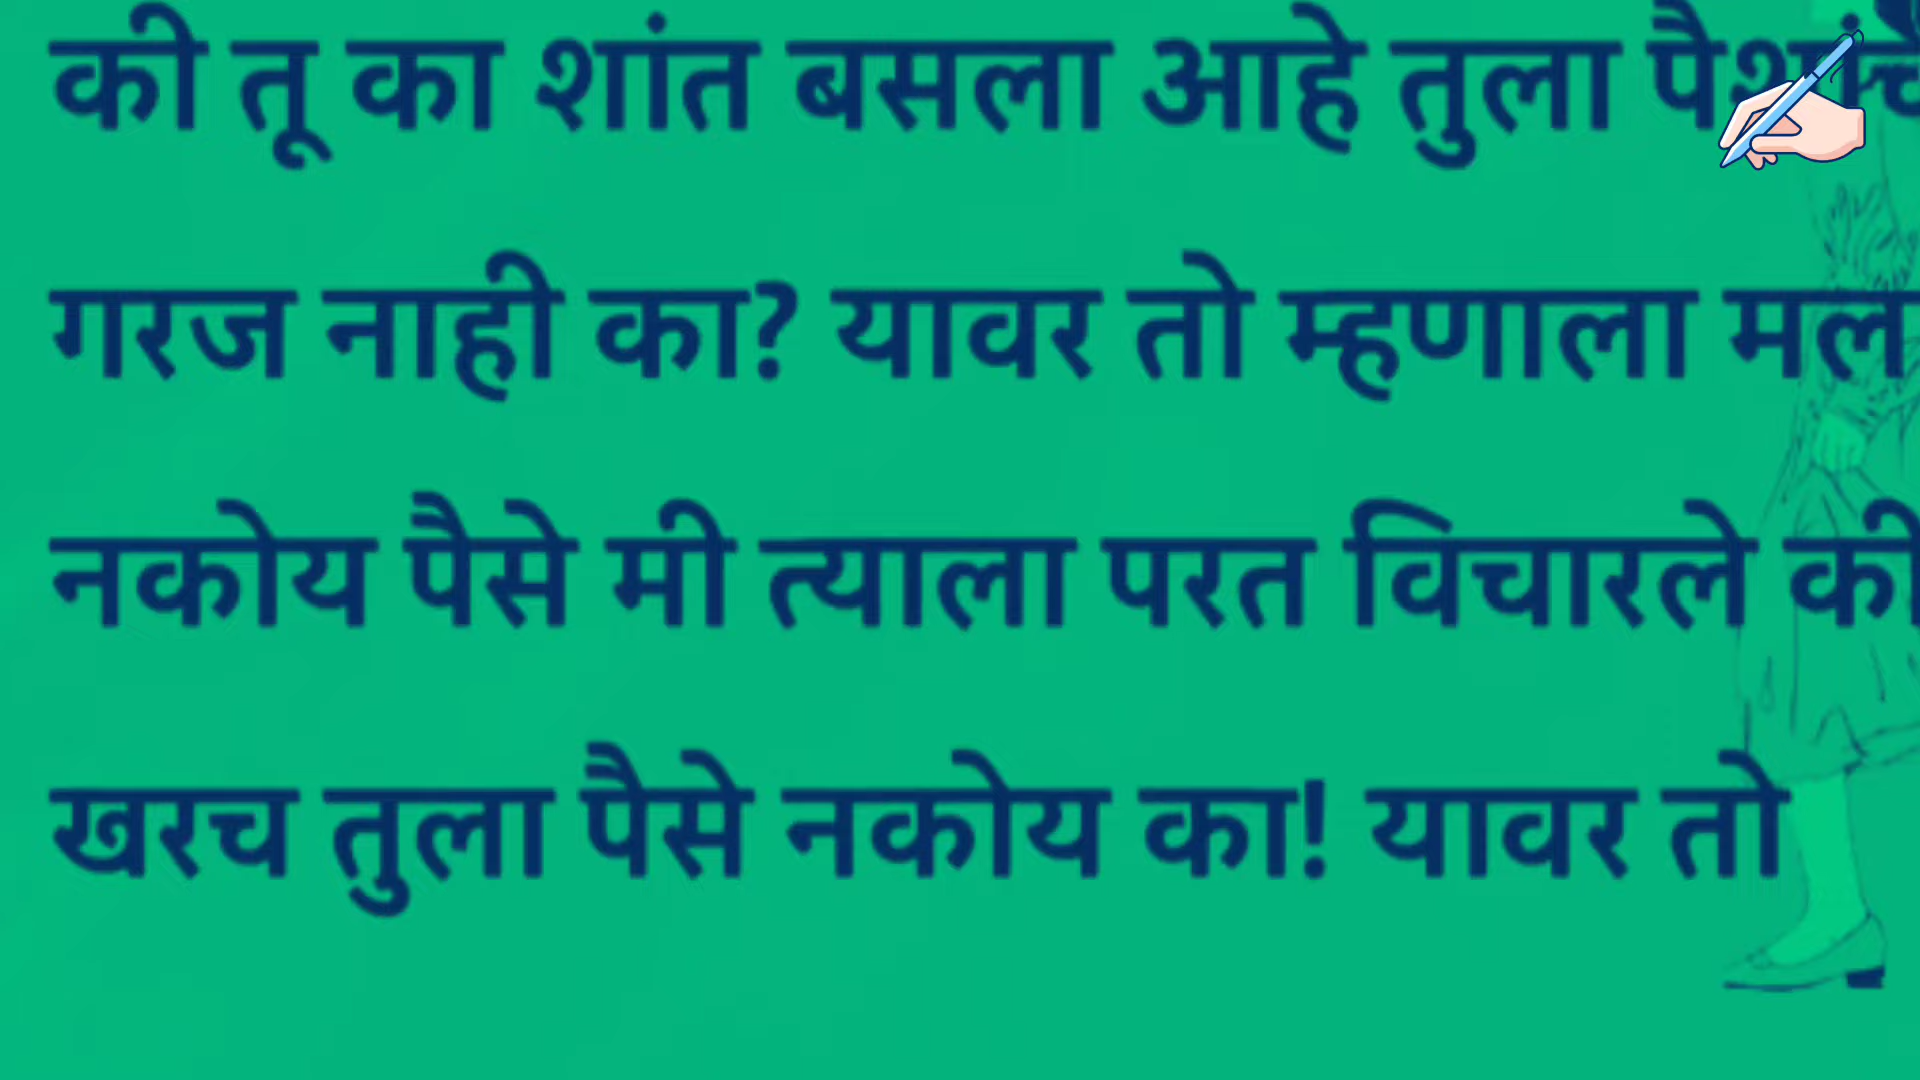 की तू का शांत बसला आहे तुला
गरज नाही का? यावर तो म्हणाला
नकोय पैसे मी त्याला परत विचारले की
खरच तुला पैसे नकोय का! यावर तो